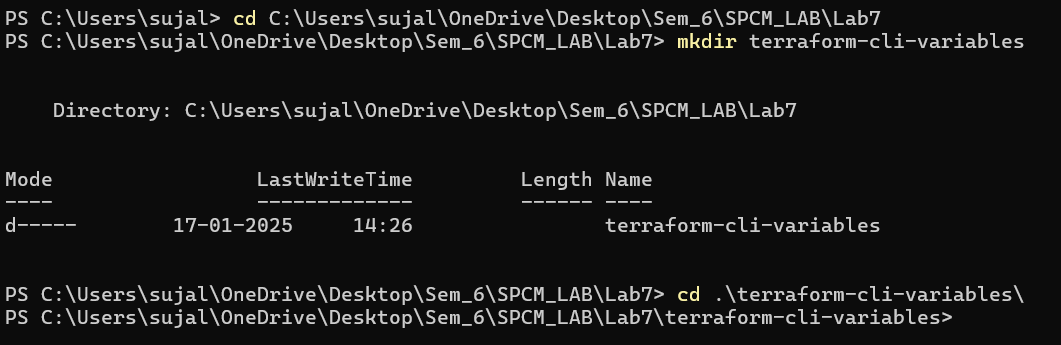 PS C:\Users\sujal> cd C:\Users\sujal\OneDrive\Desktop\Sem_6\SPCM_LAB\Lab7
PS C:\Users\sujal\OneDrive\Desktop\Sem_6\SPCM_LAB\Lab7> mkdir terraform-cli-variables
Directory: C:\Users\sujal\OneDrive\Desktop\Sem_6\SPCM_LAB\Lab7
Mode                 LastWriteTime         Length Name
----                 -------------         ------ ----
d-----        17-01-2025     14:26                terraform-cli-variables
PS C:\Users\sujal\OneDrive\Desktop\Sem_6\SPCM_LAB\Lab7> cd .\terraform-cli-variables\
PS C:\Users\sujal\OneDrive\Desktop\Sem_6\SPCM_LAB\Lab7\terraform-cli-variables>